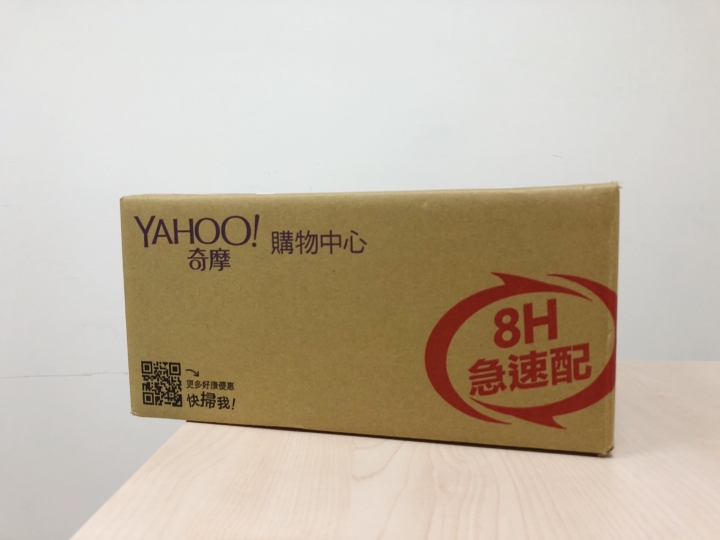 YAHOO!
奇摩
購物中心
8H
急速配
更多好康優惠
快掃我!